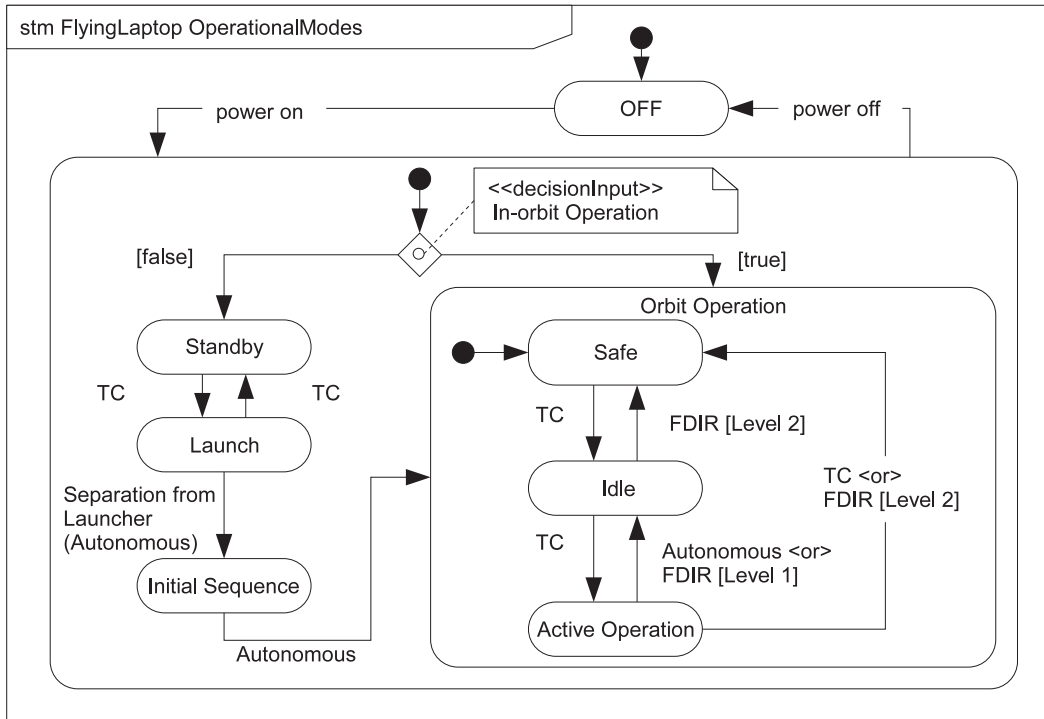 stm FlyingLaptop OperationalModes
OFF
power on
power off
<<decisionInput>>
In-orbit Operation
[false]
[true]
Orbit Operation
Standby
Safe
TC
TC
TC
FDIR [Level 2]
Launch
TC <or>
FDIR [Level 2]
Idle
Separation from
Launcher
(Autonomous)
TC
Autonomous <or>
FDIR [Level 1]
Initial Sequence
Active Operation
Autonomous